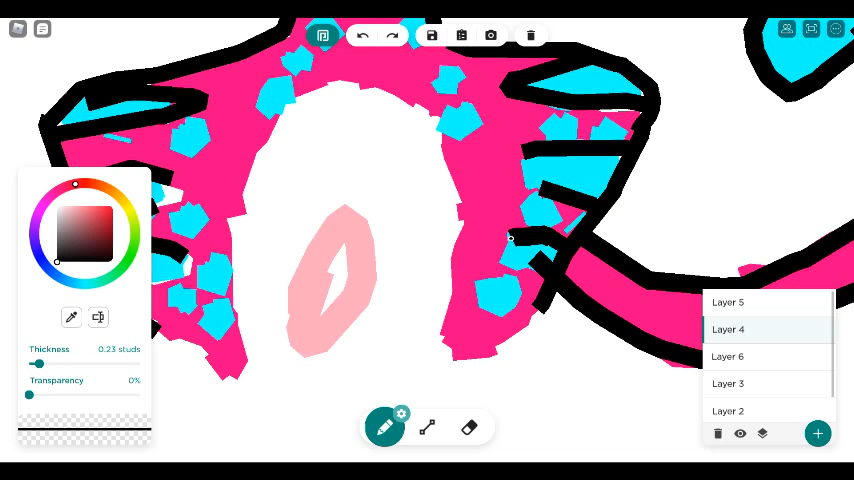 Thickness 0.23 studs
Transparency 0%
Layer 5
Layer 4
Layer 6
Layer 3
Layer 2